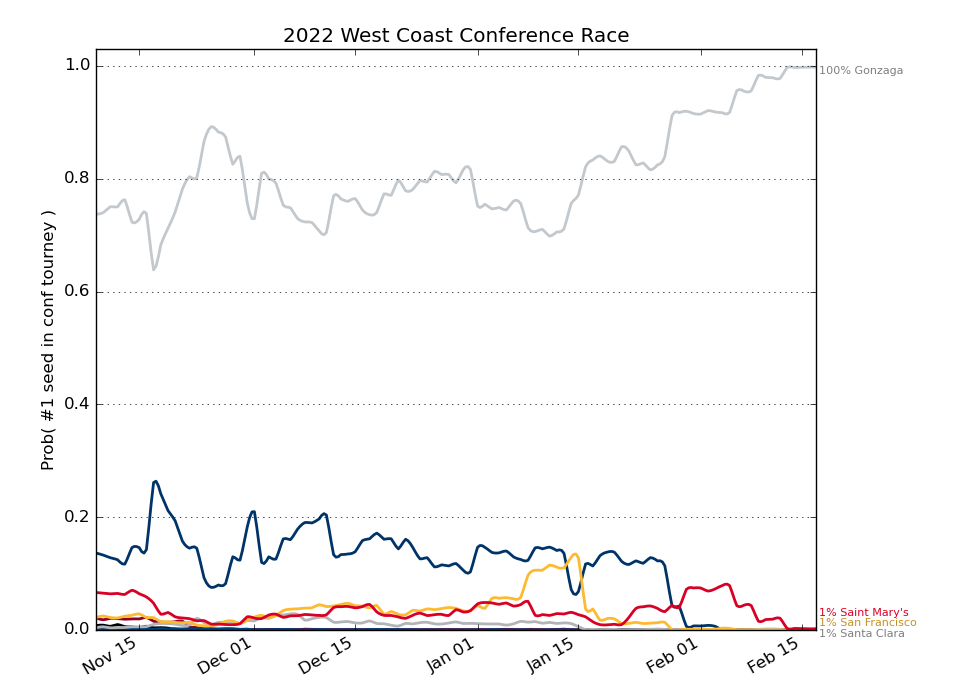 2022 West Coast Conference Race
Prob( #1 seed in conf tourney )
1.0
0.8
0.6
0.4
0.2
0.0
Nov 15
Dec 01
Dec 15
Jan 01
Jan 15
Feb 01
Feb 15
100% Gonzaga
1% Saint Mary's
1% San Francisco
1% Santa Clara